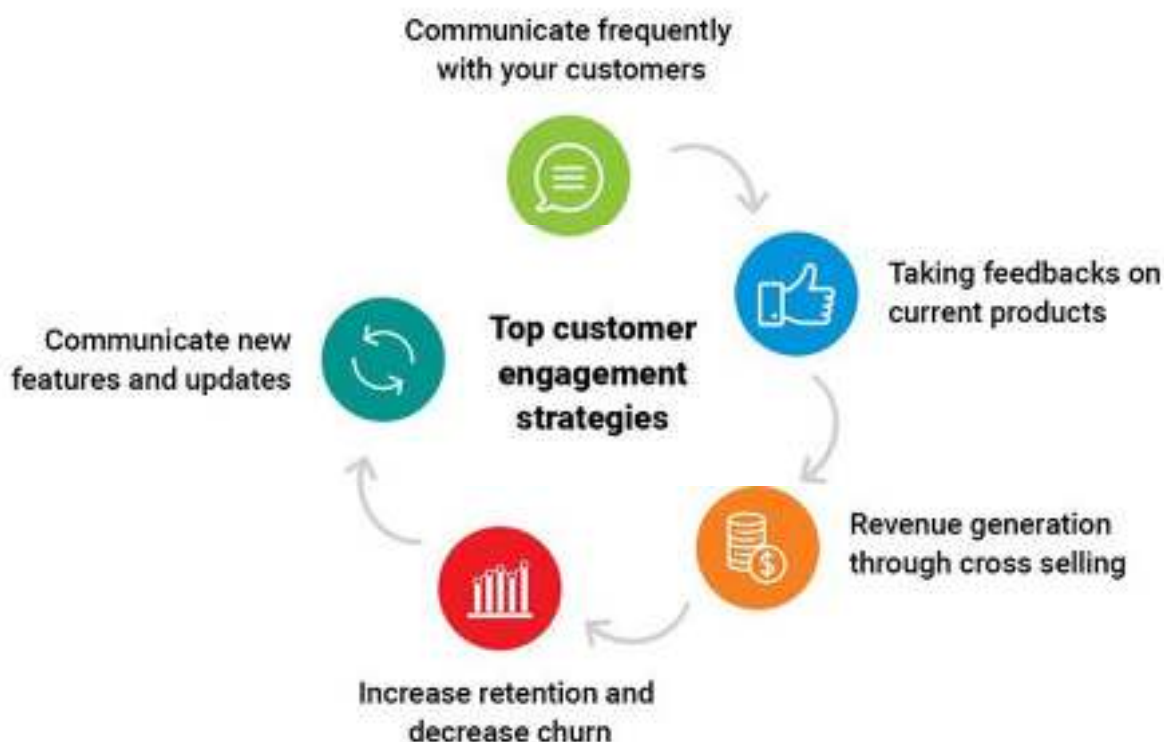 Communicate frequently
with your customers
Taking feedbacks on
current products
Top customer
engagement
strategies
Communicate new
features and updates
Revenue generation
through cross selling
$
Increase retention and
decrease churn